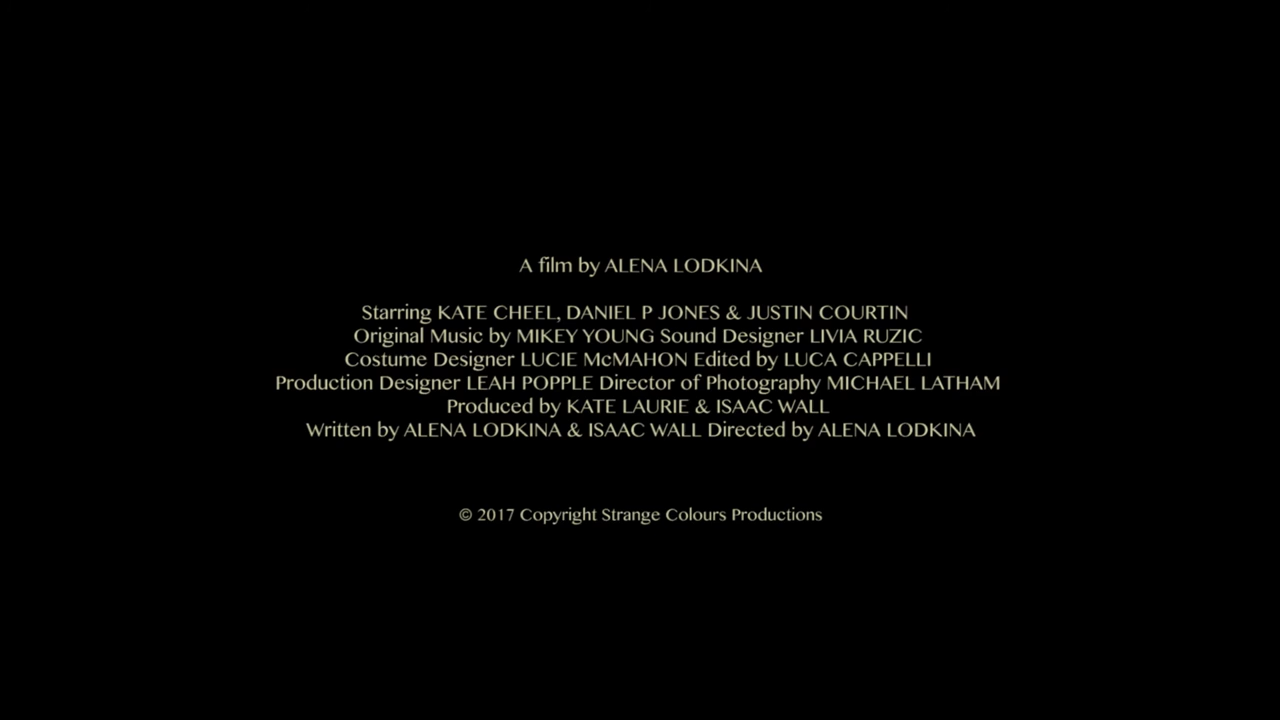 A film by ALENA LODKINA
Starring KATE CHEEL, DANIEL P JONES & JUSTIN COURTIN
Original Music by MIKEY YOUNG Sound Designer LIVIA RUZIC
Costume Designer LUCIE McMAHON Edited by LUCA CAPPELLI
Production Designer LEAH POPPLE Director of Photography MICHAEL LATHAM
Produced by KATE LAURIE & ISAAC WALL
Written by ALENA LODKINA & ISAAC WALL Directed by ALENA LODKINA
© 2017 Copyright Strange Colours Productions